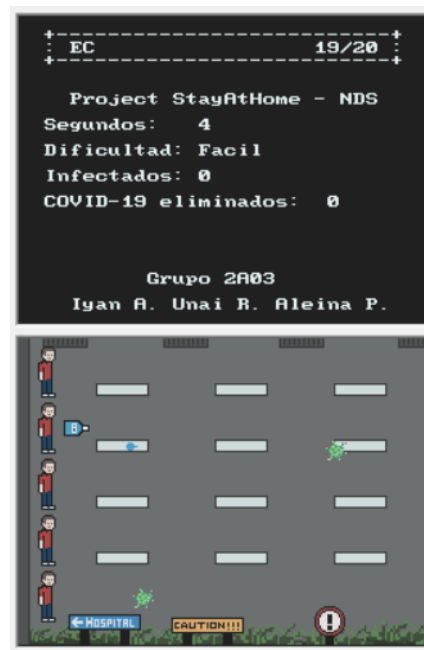 EC 19/20
Project StayAtHome - NDS
Segundos: 4
Dificultad: Facil
Infectados: 0
COVID-19 eliminados: 0
Grupo 2A03
Iyan A. Unai R. Aleina P.
B
←HOSPITAL
CAUTION!!!
!